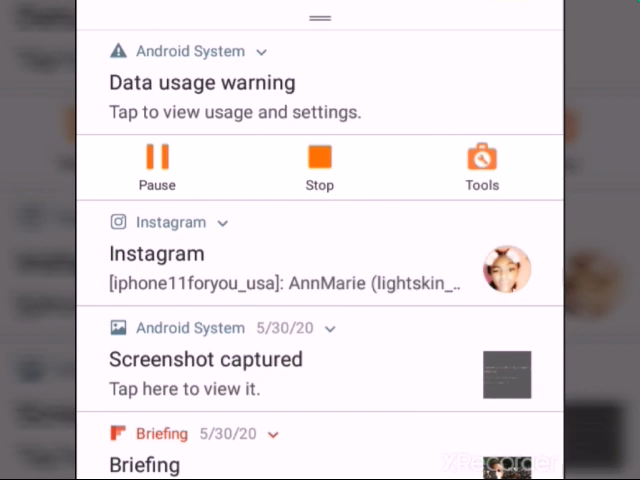 Android System
Data usage warning
Tap to view usage and settings.
Pause Stop Tools
Instagram
Instagram
[iphone11foryou_usa]: AnnMarie (lightskin_..
Android System 5/30/20
Screenshot captured
Tap here to view it.
Briefing 5/30/20
Briefing
XRecorder